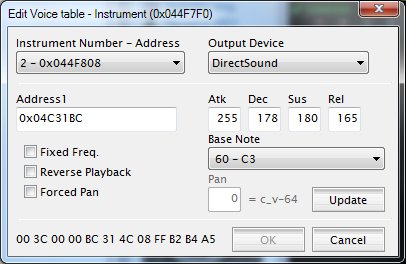 Edit Voice table - Instrument (0x044F7F0)
Instrument Number – Address
Output Device
2 – 0x044F808
DirectSound
Address1
Atk Dec Sus Rel
0x04C31BC
255 178 180 165
Base Note
Fixed Freq.
60 – C3
Reverse Playback
Pan
Forced Pan
0 = c_v-64 Update
00 3C 00 00 BC 31 4C 08 FF B2 B4 A5 OK Cancel